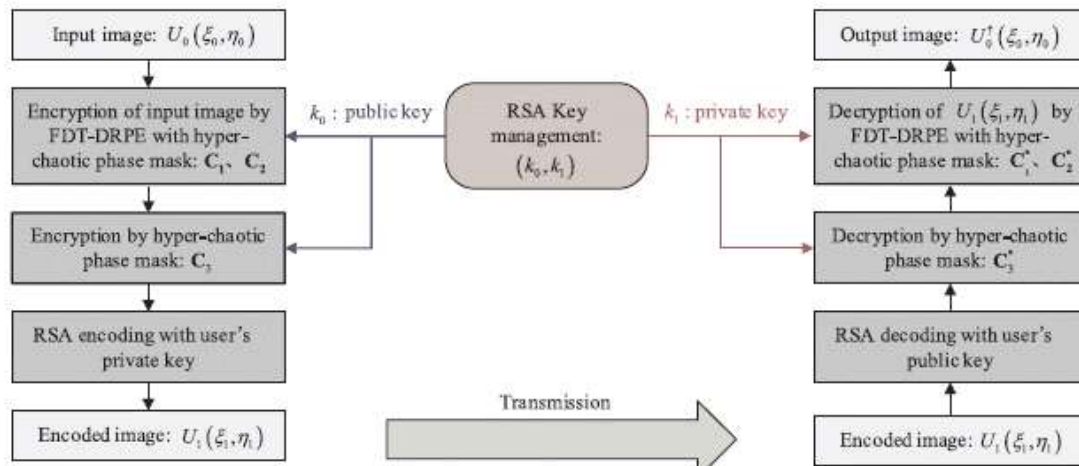 Input image: U₀(ξ₀,η₀)
Encryption of input image by
FDT-DRPE with hyper-
chaotic phase mask: C₁、C₂
Encryption by hyper-chaotic
phase mask: C₃
RSA encoding with user's
private key
Encoded image: U₁(ξ₁,η₁)
k₀ : public key
RSA Key
management:
(k₀,k₁)
k₁ : private key
Transmission
Output image: U₀†(ξ₀,η₀)
Decryption of U₁(ξ₁,η₁) by
FDT-DRPE with hyper-
chaotic phase mask: C₁*、C₂*
Decryption by hyper-chaotic
phase mask: C₃*
RSA decoding with user's
public key
Encoded image: U₁(ξ₁,η₁)